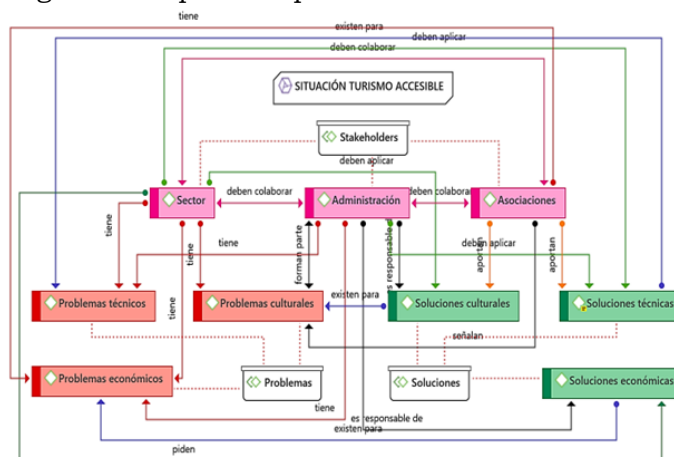 tiene
existen para
deben aplicar
deben colaborar
SITUACIÓN TURISMO ACCESIBLE
Stakeholders
deben aplicar
Sector
deben colaborar
Administración
deben colaborar
Asociaciones
tiene
tiene
tiene
forman parte
es responsable de
aportan
deben aplicar
aportan
Problemas técnicos
tiene
Problemas culturales
existen para
Soluciones culturales
Soluciones técnicas
señalan
Problemas económicos
Problemas
tiene
Soluciones
Soluciones económicas
es responsable de
existen para
piden